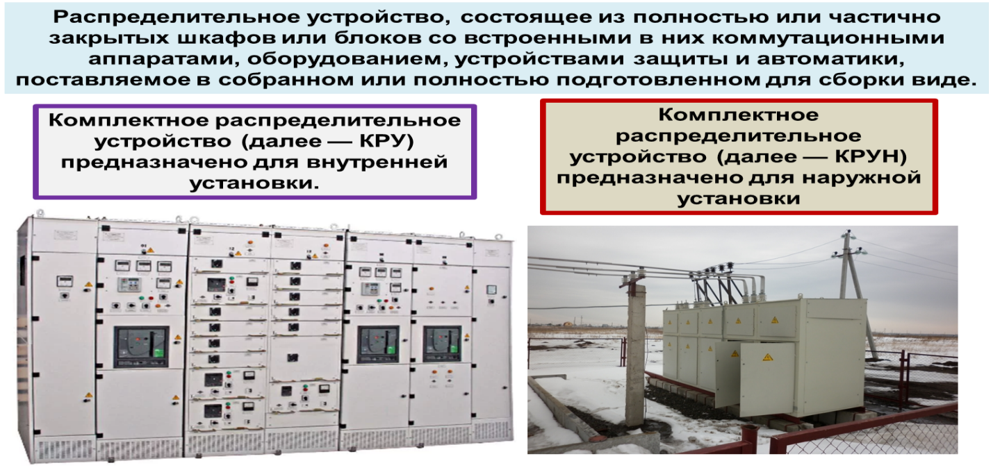 Распределительное устройство, состоящее из полностью или частично
закрытых шкафов или блоков со встроенными в них коммутационными
аппаратами, оборудованием, устройствами защиты и автоматики,
поставляемое в собранном или полностью подготовленном для сборки виде.
Комплектное распределительное
устройство (далее — КРУ)
предназначено для внутренней
установки.
Комплектное
распределительное
устройство (далее — КРУН)
предназначено для наружной
установки